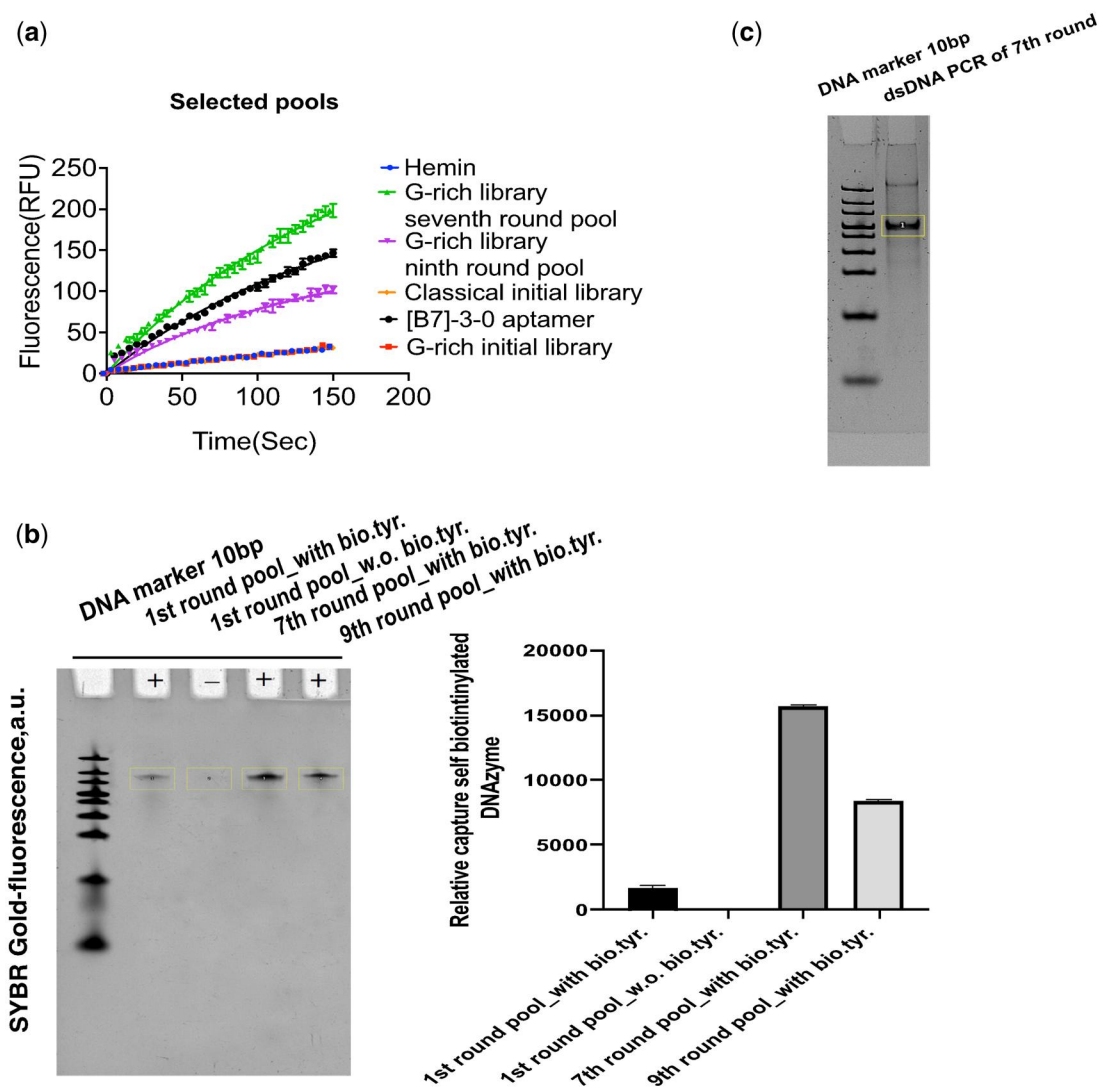 (a)
Selected pools
Fluorescence(RFU)
250
200
150
100
50
0
0
50
100
150
200
Time(Sec)
Hemin
G-rich library
seventh round pool
G-rich library
ninth round pool
Classical initial library
[B7]-3-0 aptamer
G-rich initial library
(c)
DNA marker 10bp
dsDNA PCR of 7th round
1
(b)
DNA marker 10bp
1st round pool_with bio.tyr.
1st round pool_w.o. bio.tyr.
7th round pool_with bio.tyr.
9th round pool_with bio.tyr.
+
–
+
+
SYBR Gold-fluorescence,a.u.
Relative capture self biotintinylated
DNAzyme
20000
15000
10000
5000
0
1st round pool_with bio.tyr.
1st round pool_w.o. bio.tyr.
7th round pool_with bio.tyr.
9th round pool_with bio.tyr.